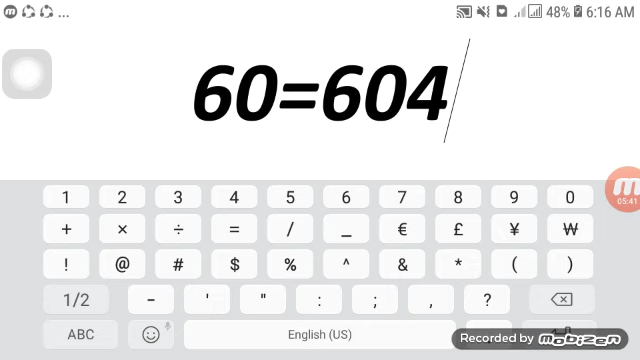 48% 6:16 AM
60=604
05:41
1 2 3 4 5 6 7 8 9 0
+ × ÷ = / _ € £ ¥ ₩
! @ # $ % ^ & * ( )
1/2 - ' " : ; , ?
ABC English (US)
Recorded by mobizen